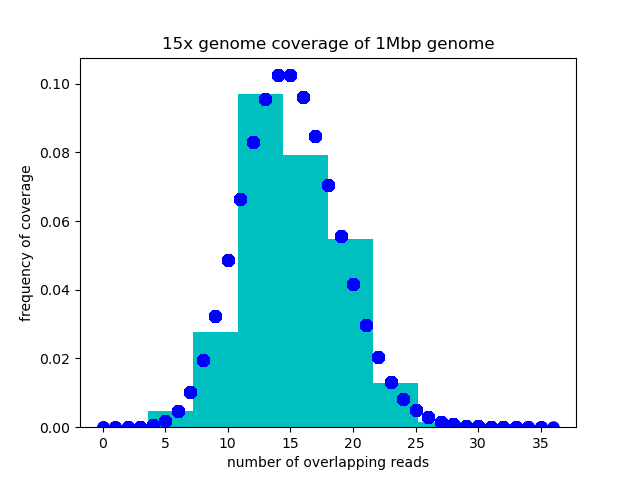 15x genome coverage of 1Mbp genome
frequency of coverage
0.10
0.08
0.06
0.04
0.02
0.00
0 5 10 15 20 25 30 35
number of overlapping reads